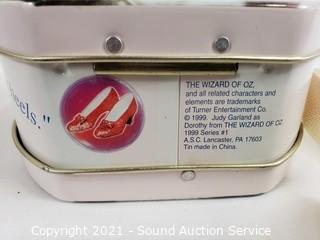 eels."
THE WIZARD OF OZ,
and all related characters and
elements are trademarks
of Turner Entertainment Co.
© 1999. Judy Garland as
Dorothy from THE WIZARD OF OZ
1999 Series #1
A.S.C. Lancaster, PA 17603
Tin made in China.
Copyright 2021 - Sound Auction Service